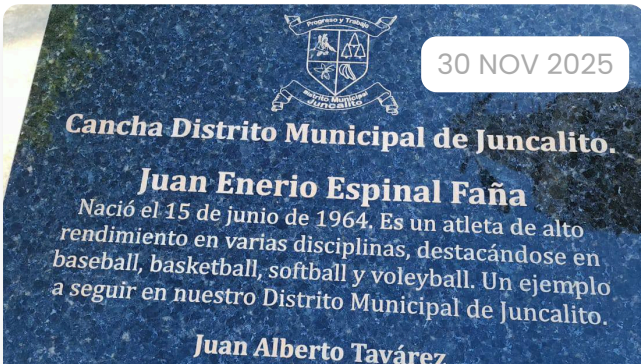 Progreso y Trabajo
30 NOV 2025
Distrito Municipal
Juncalito
Cancha Distrito Municipal de Juncalito.
Juan Enerio Espinal Faña
Nació el 15 de junio de 1964. Es un atleta de alto
rendimiento en varias disciplinas, destacándose en
baseball, basketball, softball y voleyball. Un ejemplo
a seguir en nuestro Distrito Municipal de Juncalito.
Juan Alberto Tavárez